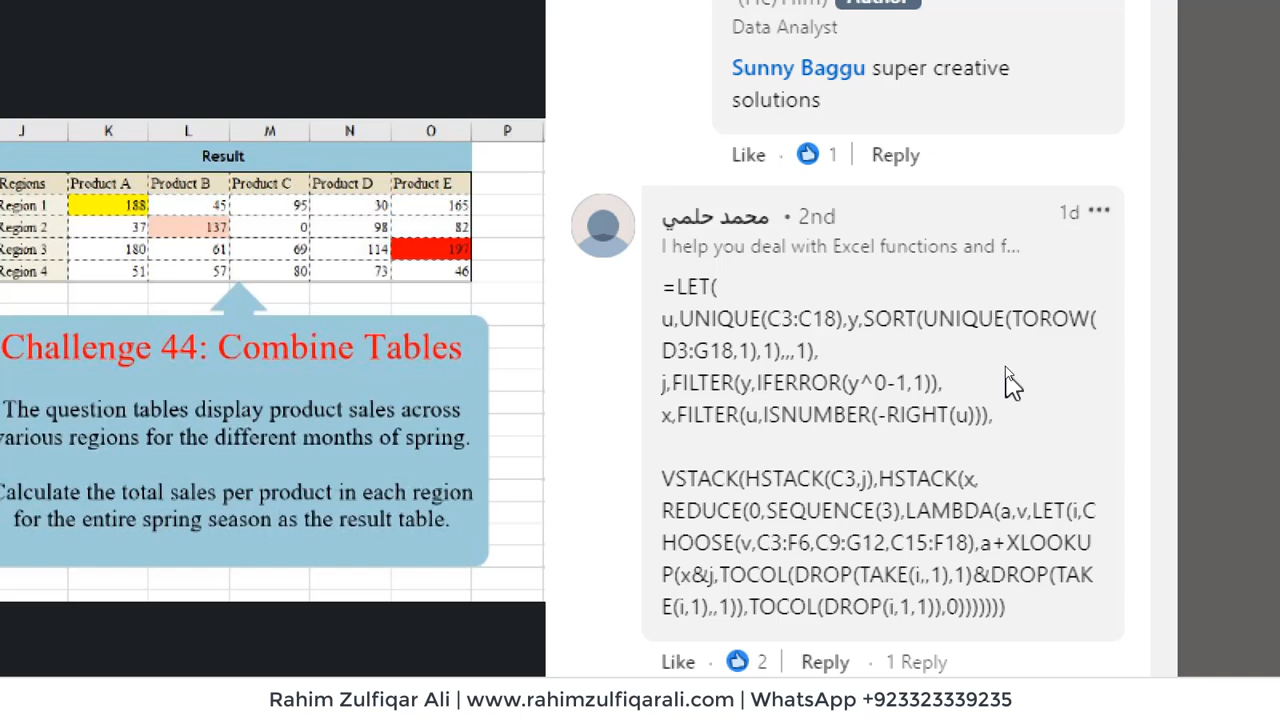 (He/Him) Author
Data Analyst
Sunny Baggu super creative
solutions
Like · 1 | Reply
J K L M N O P
Result
Regions Product A Product B Product C Product D Product E
Region 1 188 45 95 30 165
Region 2 37 137 0 98 82
Region 3 180 61 69 114 197
Region 4 51 57 80 73 46
Challenge 44: Combine Tables
The question tables display product sales across
various regions for the different months of spring.
Calculate the total sales per product in each region
for the entire spring season as the result table.
محمد حلمي • 2nd 1d •••
I help you deal with Excel functions and f...
=LET(
u,UNIQUE(C3:C18),y,SORT(UNIQUE(TOROW(
D3:G18,1),1),,,1),
j,FILTER(y,IFERROR(y^0-1,1)),
x,FILTER(u,ISNUMBER(-RIGHT(u))),
VSTACK(HSTACK(C3,j),HSTACK(x,
REDUCE(0,SEQUENCE(3),LAMBDA(a,v,LET(i,C
HOOSE(v,C3:F6,C9:G12,C15:F18),a+XLOOKU
P(x&j,TOCOL(DROP(TAKE(i,,1),1)&DROP(TAK
E(i,1),,1)),TOCOL(DROP(i,1,1)),0)))))))
Like · 2 | Reply · 1 Reply
Rahim Zulfiqar Ali | www.rahimzulfiqarali.com | WhatsApp +923323339235